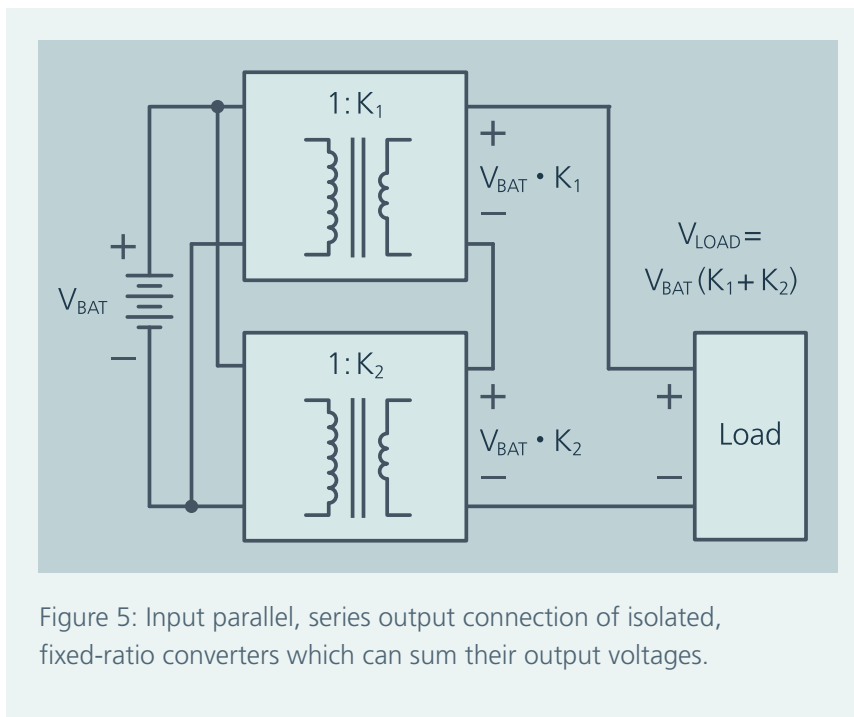 1:K₁
+
V_BAT • K₁
–
+
V_BAT
–
V_LOAD =
V_BAT (K₁ + K₂)
1:K₂
+
V_BAT • K₂
–
+
Load
–
Figure 5: Input parallel, series output connection of isolated,
fixed-ratio converters which can sum their output voltages.